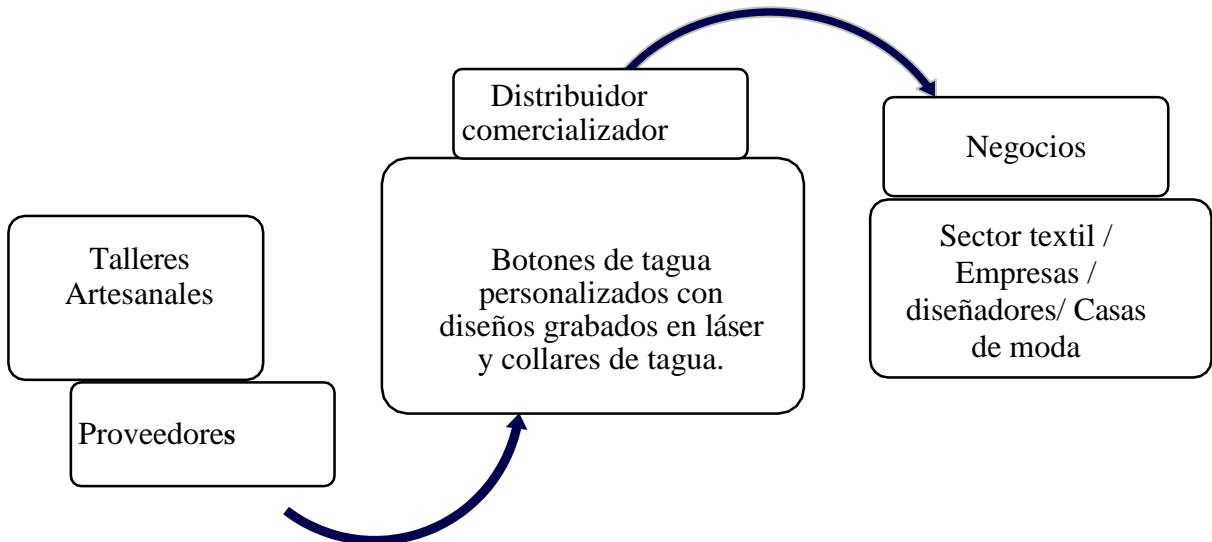 Talleres
Artesanales
Proveedores
Distribuidor
comercializador
Botones de tagua
personalizados con
diseños grabados en láser
y collares de tagua.
Negocios
Sector textil /
Empresas /
diseñadores/ Casas
de moda